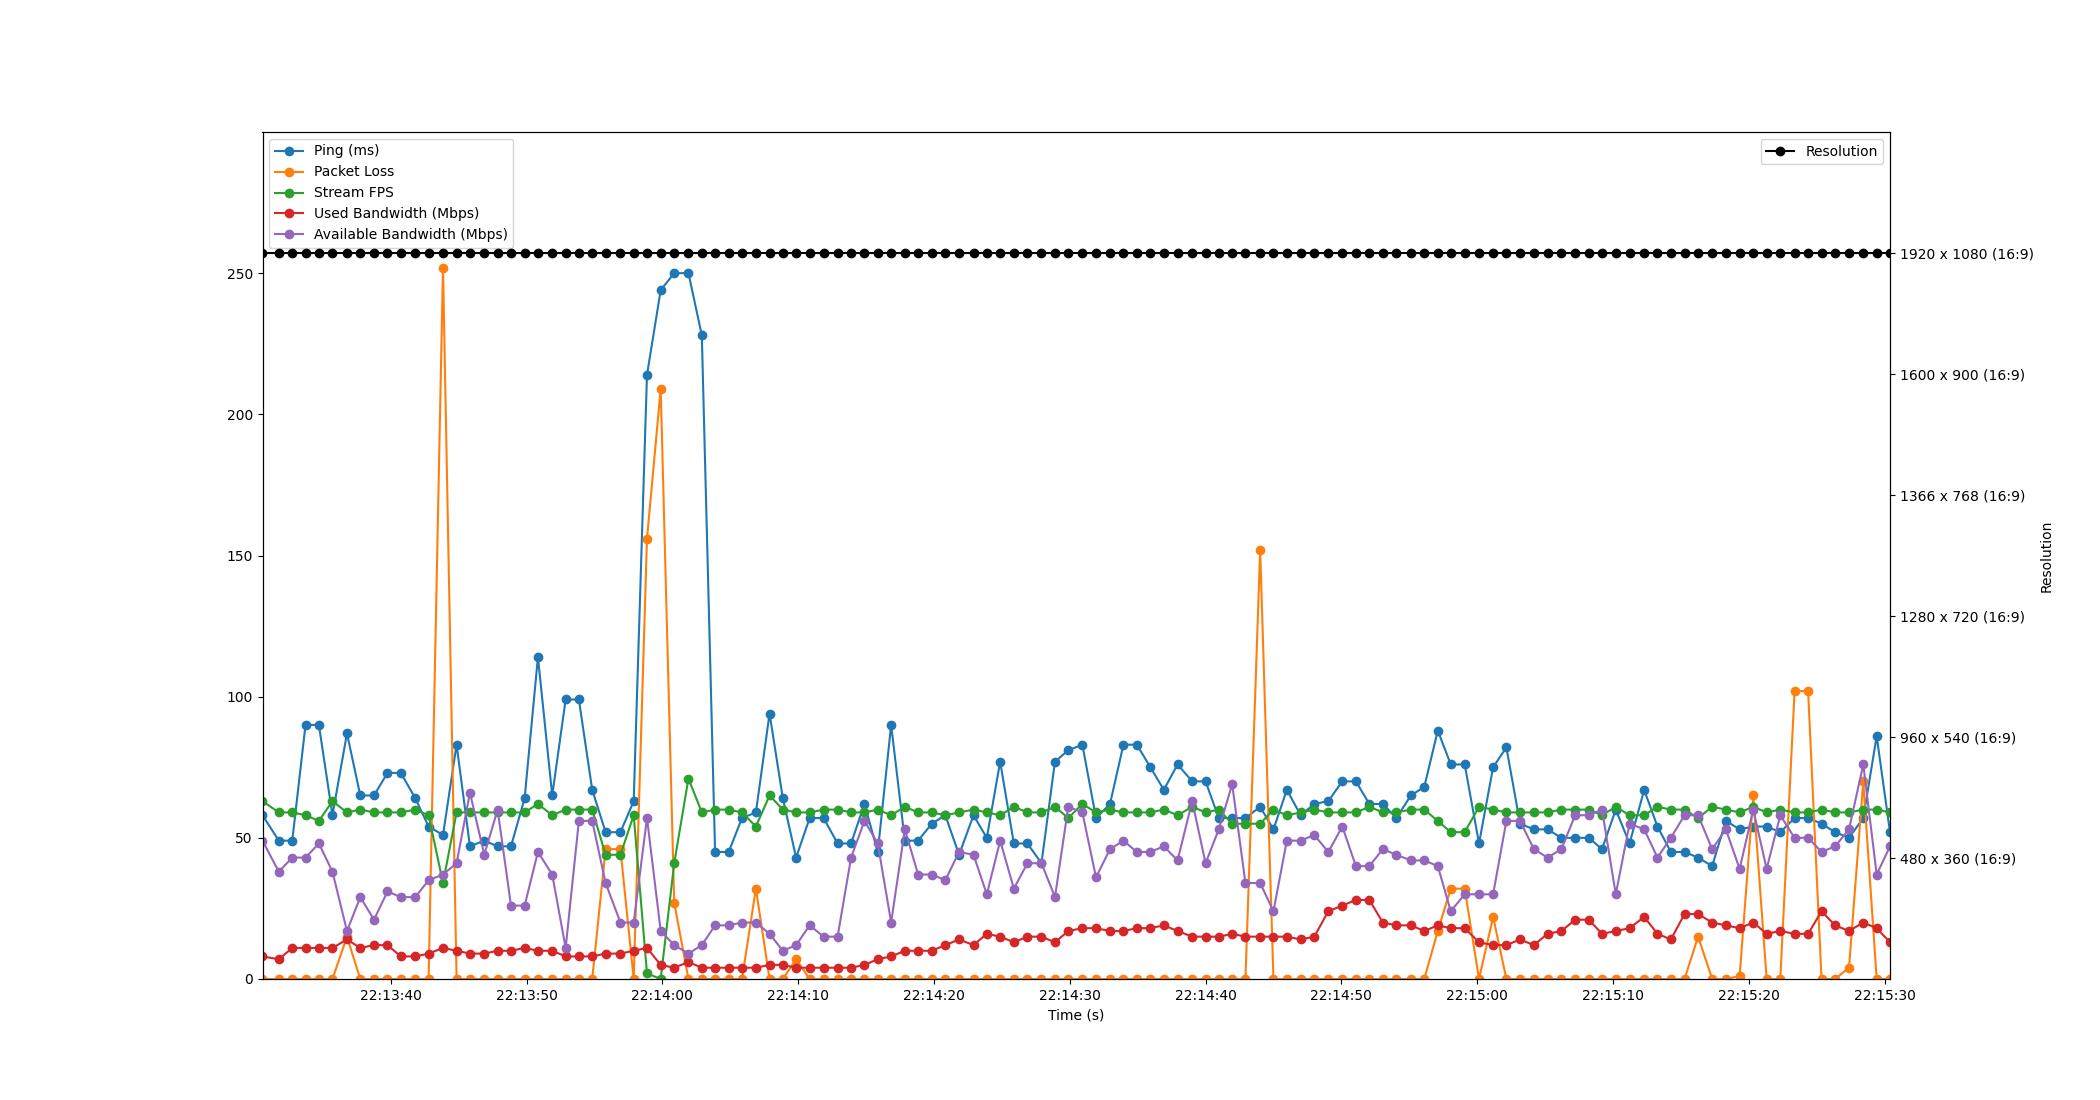 Ping (ms)
Packet Loss
Stream FPS
Used Bandwidth (Mbps)
Available Bandwidth (Mbps)
Resolution
250
200
150
100
50
0
1920 x 1080 (16:9)
1600 x 900 (16:9)
1366 x 768 (16:9)
1280 x 720 (16:9)
960 x 540 (16:9)
480 x 360 (16:9)
Resolution
22:13:40 22:13:50 22:14:00 22:14:10 22:14:20 22:14:30 22:14:40 22:14:50 22:15:00 22:15:10 22:15:20 22:15:30
Time (s)